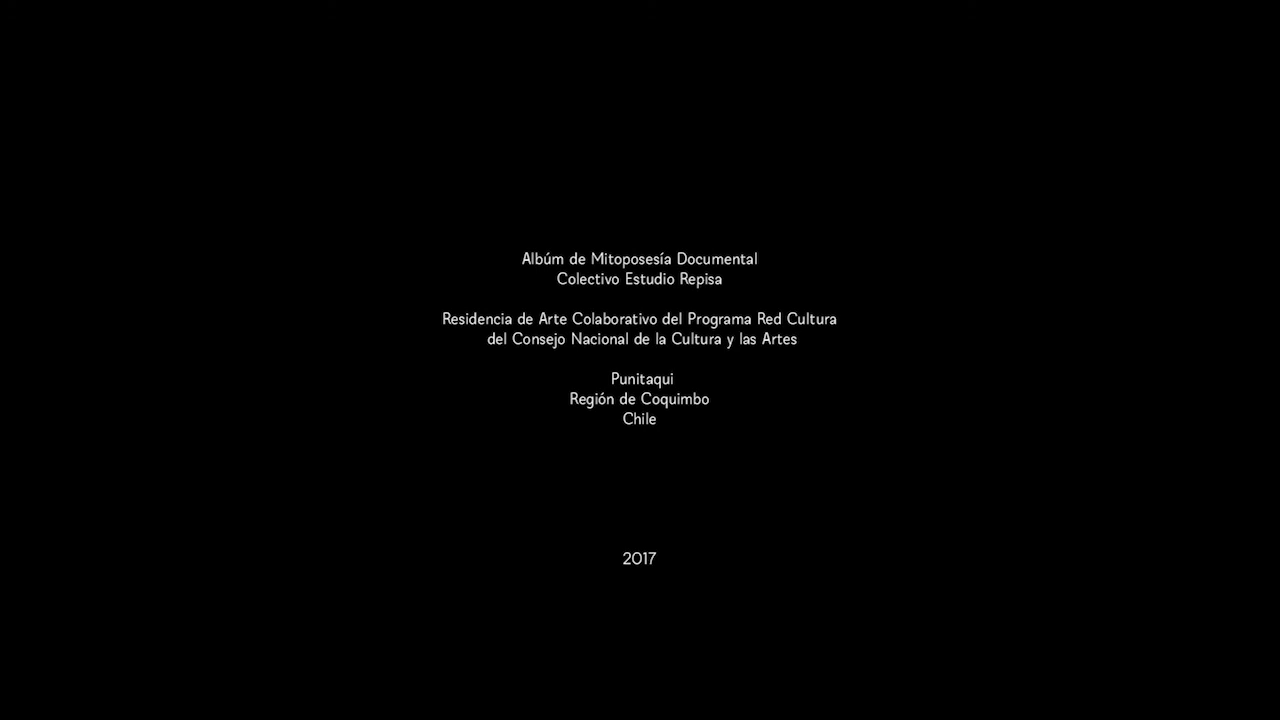 Albúm de Mitoposesía Documental
Colectivo Estudio Repisa
Residencia de Arte Colaborativo del Programa Red Cultura
del Consejo Nacional de la Cultura y las Artes
Punitaqui
Región de Coquimbo
Chile
2017